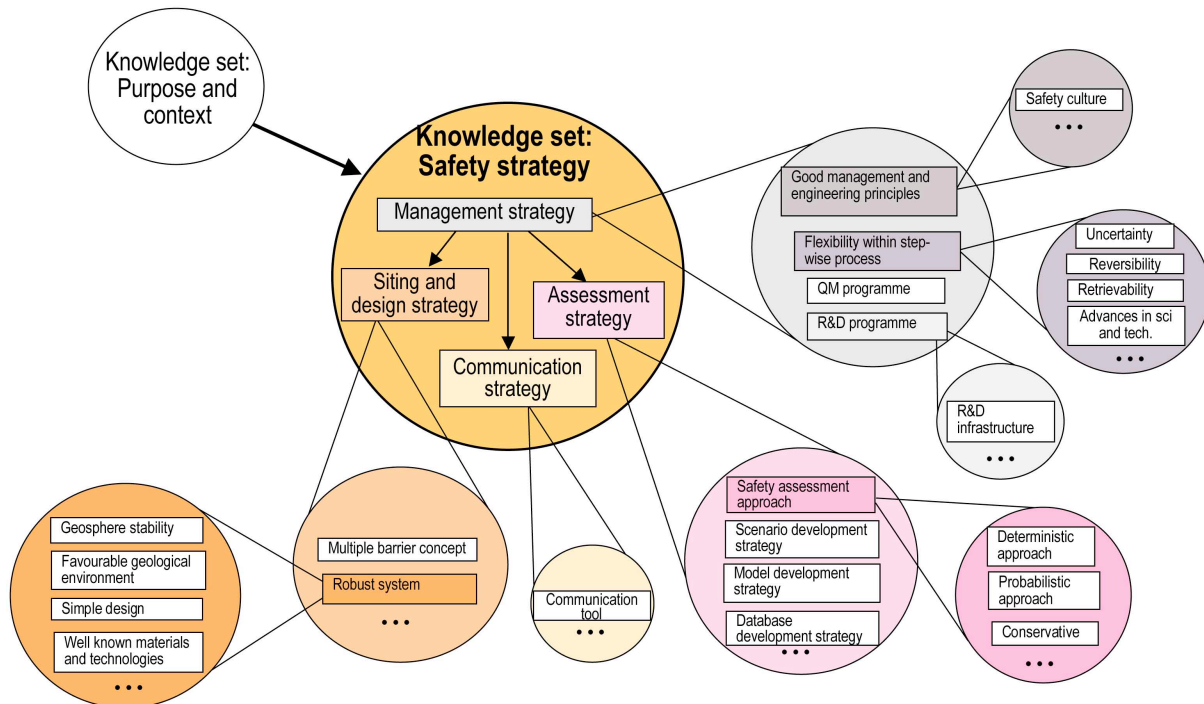 Knowledge set:
Purpose and
context
Knowledge set:
Safety strategy
Management strategy
Siting and
design strategy
Assessment
strategy
Communication
strategy
Safety culture
• • •
Good management and
engineering principles
Flexibility within step-
wise process
QM programme
R&D programme
Uncertainty
Reversibility
Retrievability
Advances in sci
and tech.
• • •
R&D
infrastructure
• • •
Geosphere stability
Favourable geological
environment
Simple design
Well known materials
and technologies
• • •
Multiple barrier concept
Robust system
• • •
Communication
tool
• • •
Safety assessment
approach
Scenario development
strategy
Model development
strategy
Database
development strategy
• • •
Deterministic
approach
Probabilistic
approach
Conservative
• • •